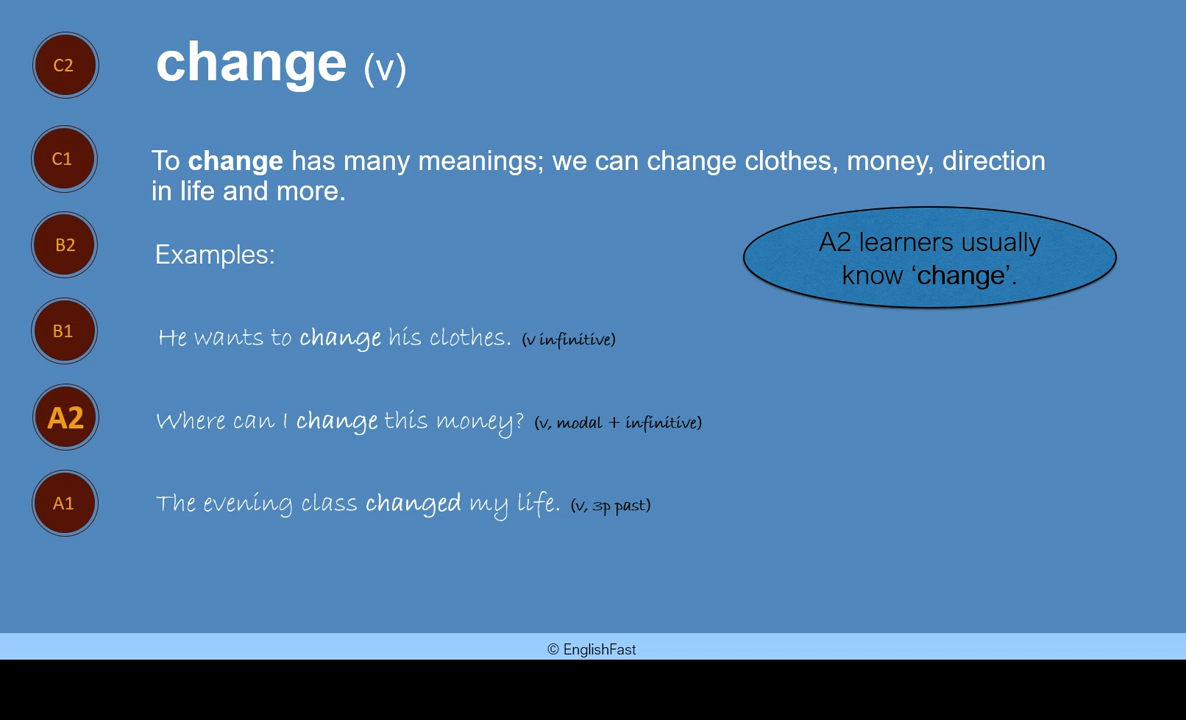 C2
change (v)
C1
To change has many meanings; we can change clothes, money, direction
in life and more.
B2
Examples:
A2 learners usually
know ‘change’.
B1
He wants to change his clothes. (v infinitive)
A2
Where can I change this money? (v, modal + infinitive)
A1
The evening class changed my life. (v, 3p past)
© EnglishFast